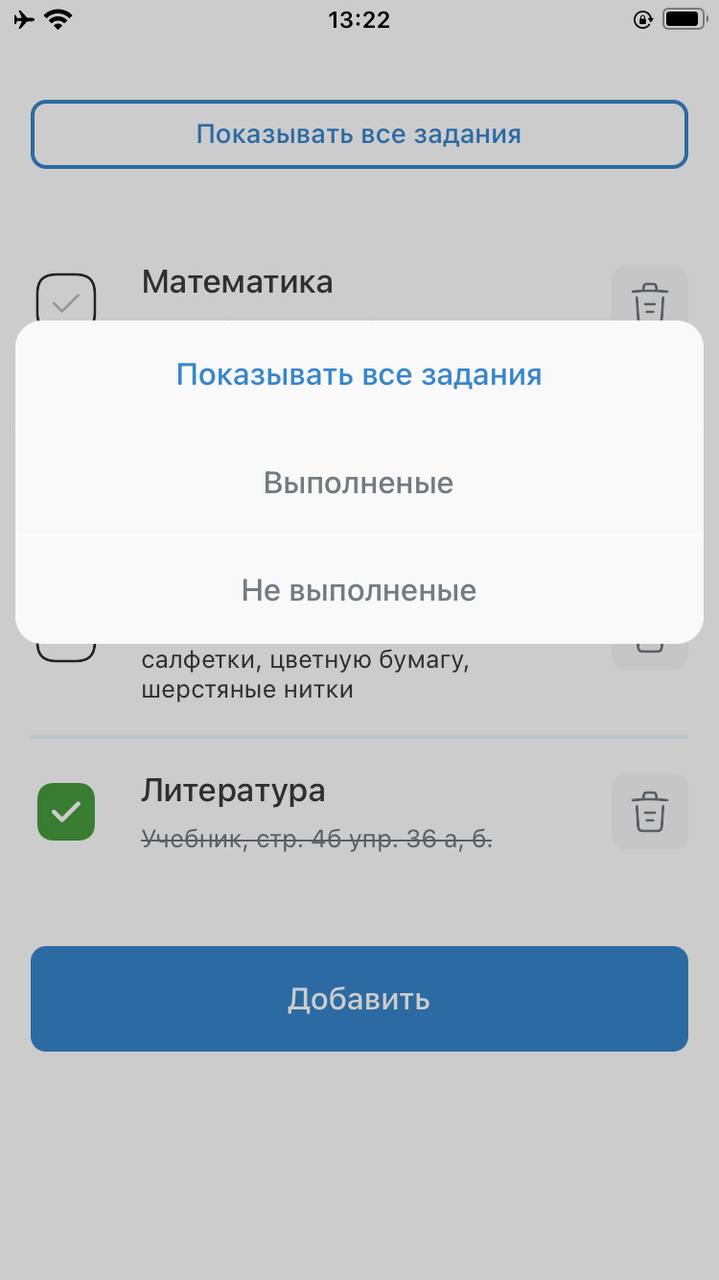 13:22
Показывать все задания
Математика
Показывать все задания
Выполненые
Не выполненые
салфетки, цветную бумагу,
шерстяные нитки
Литература
Учебник, стр. 46 упр. 36 а, б.
Добавить